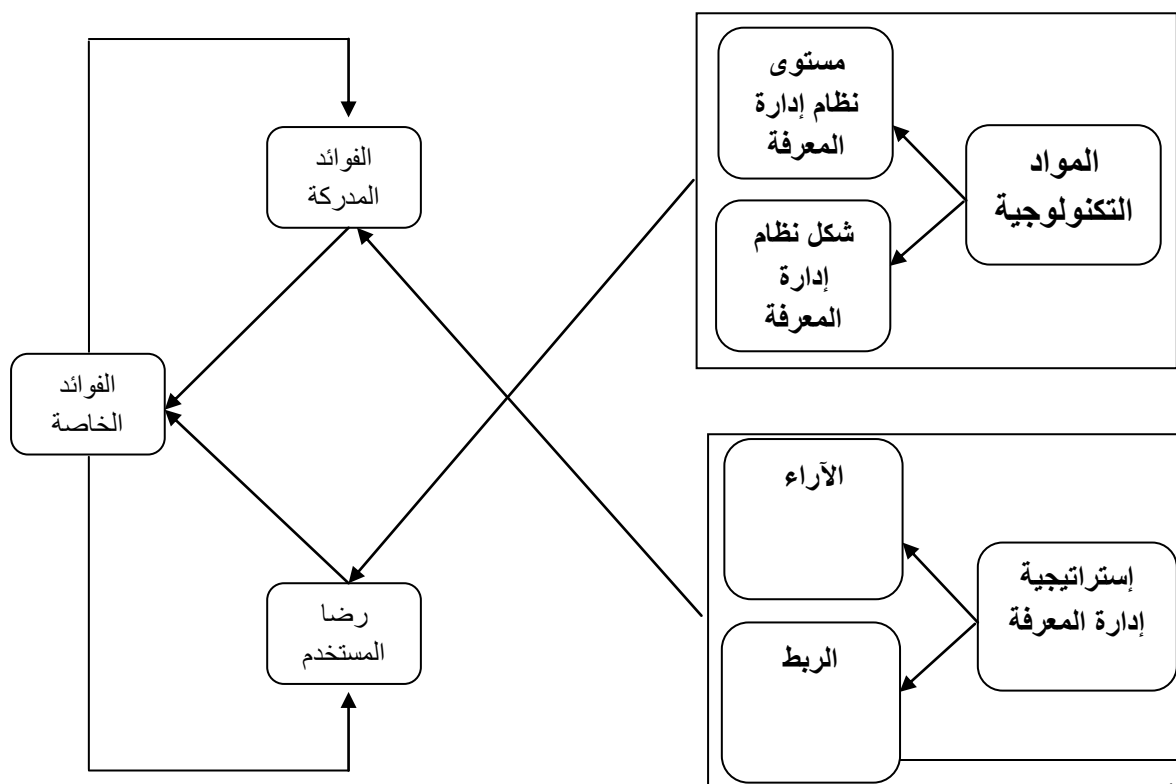 مستوى
نظام إدارة
المعرفة
المواد
التكنولوجية
شكل نظام
إدارة
المعرفة
الفوائد
المدركة
الفوائد
الخاصة
رضا
المستخدم
الآراء
إستراتيجية
إدارة المعرفة
الربط